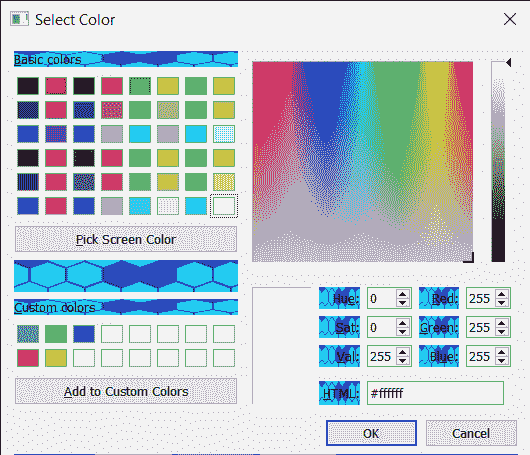 Select Color
Basic colors
Pick Screen Color
Custom colors
Add to Custom Colors
Hue: 0 Red: 255
Sat: 0 Green: 255
Val: 255 Blue: 255
HTML: #ffffff
OK Cancel